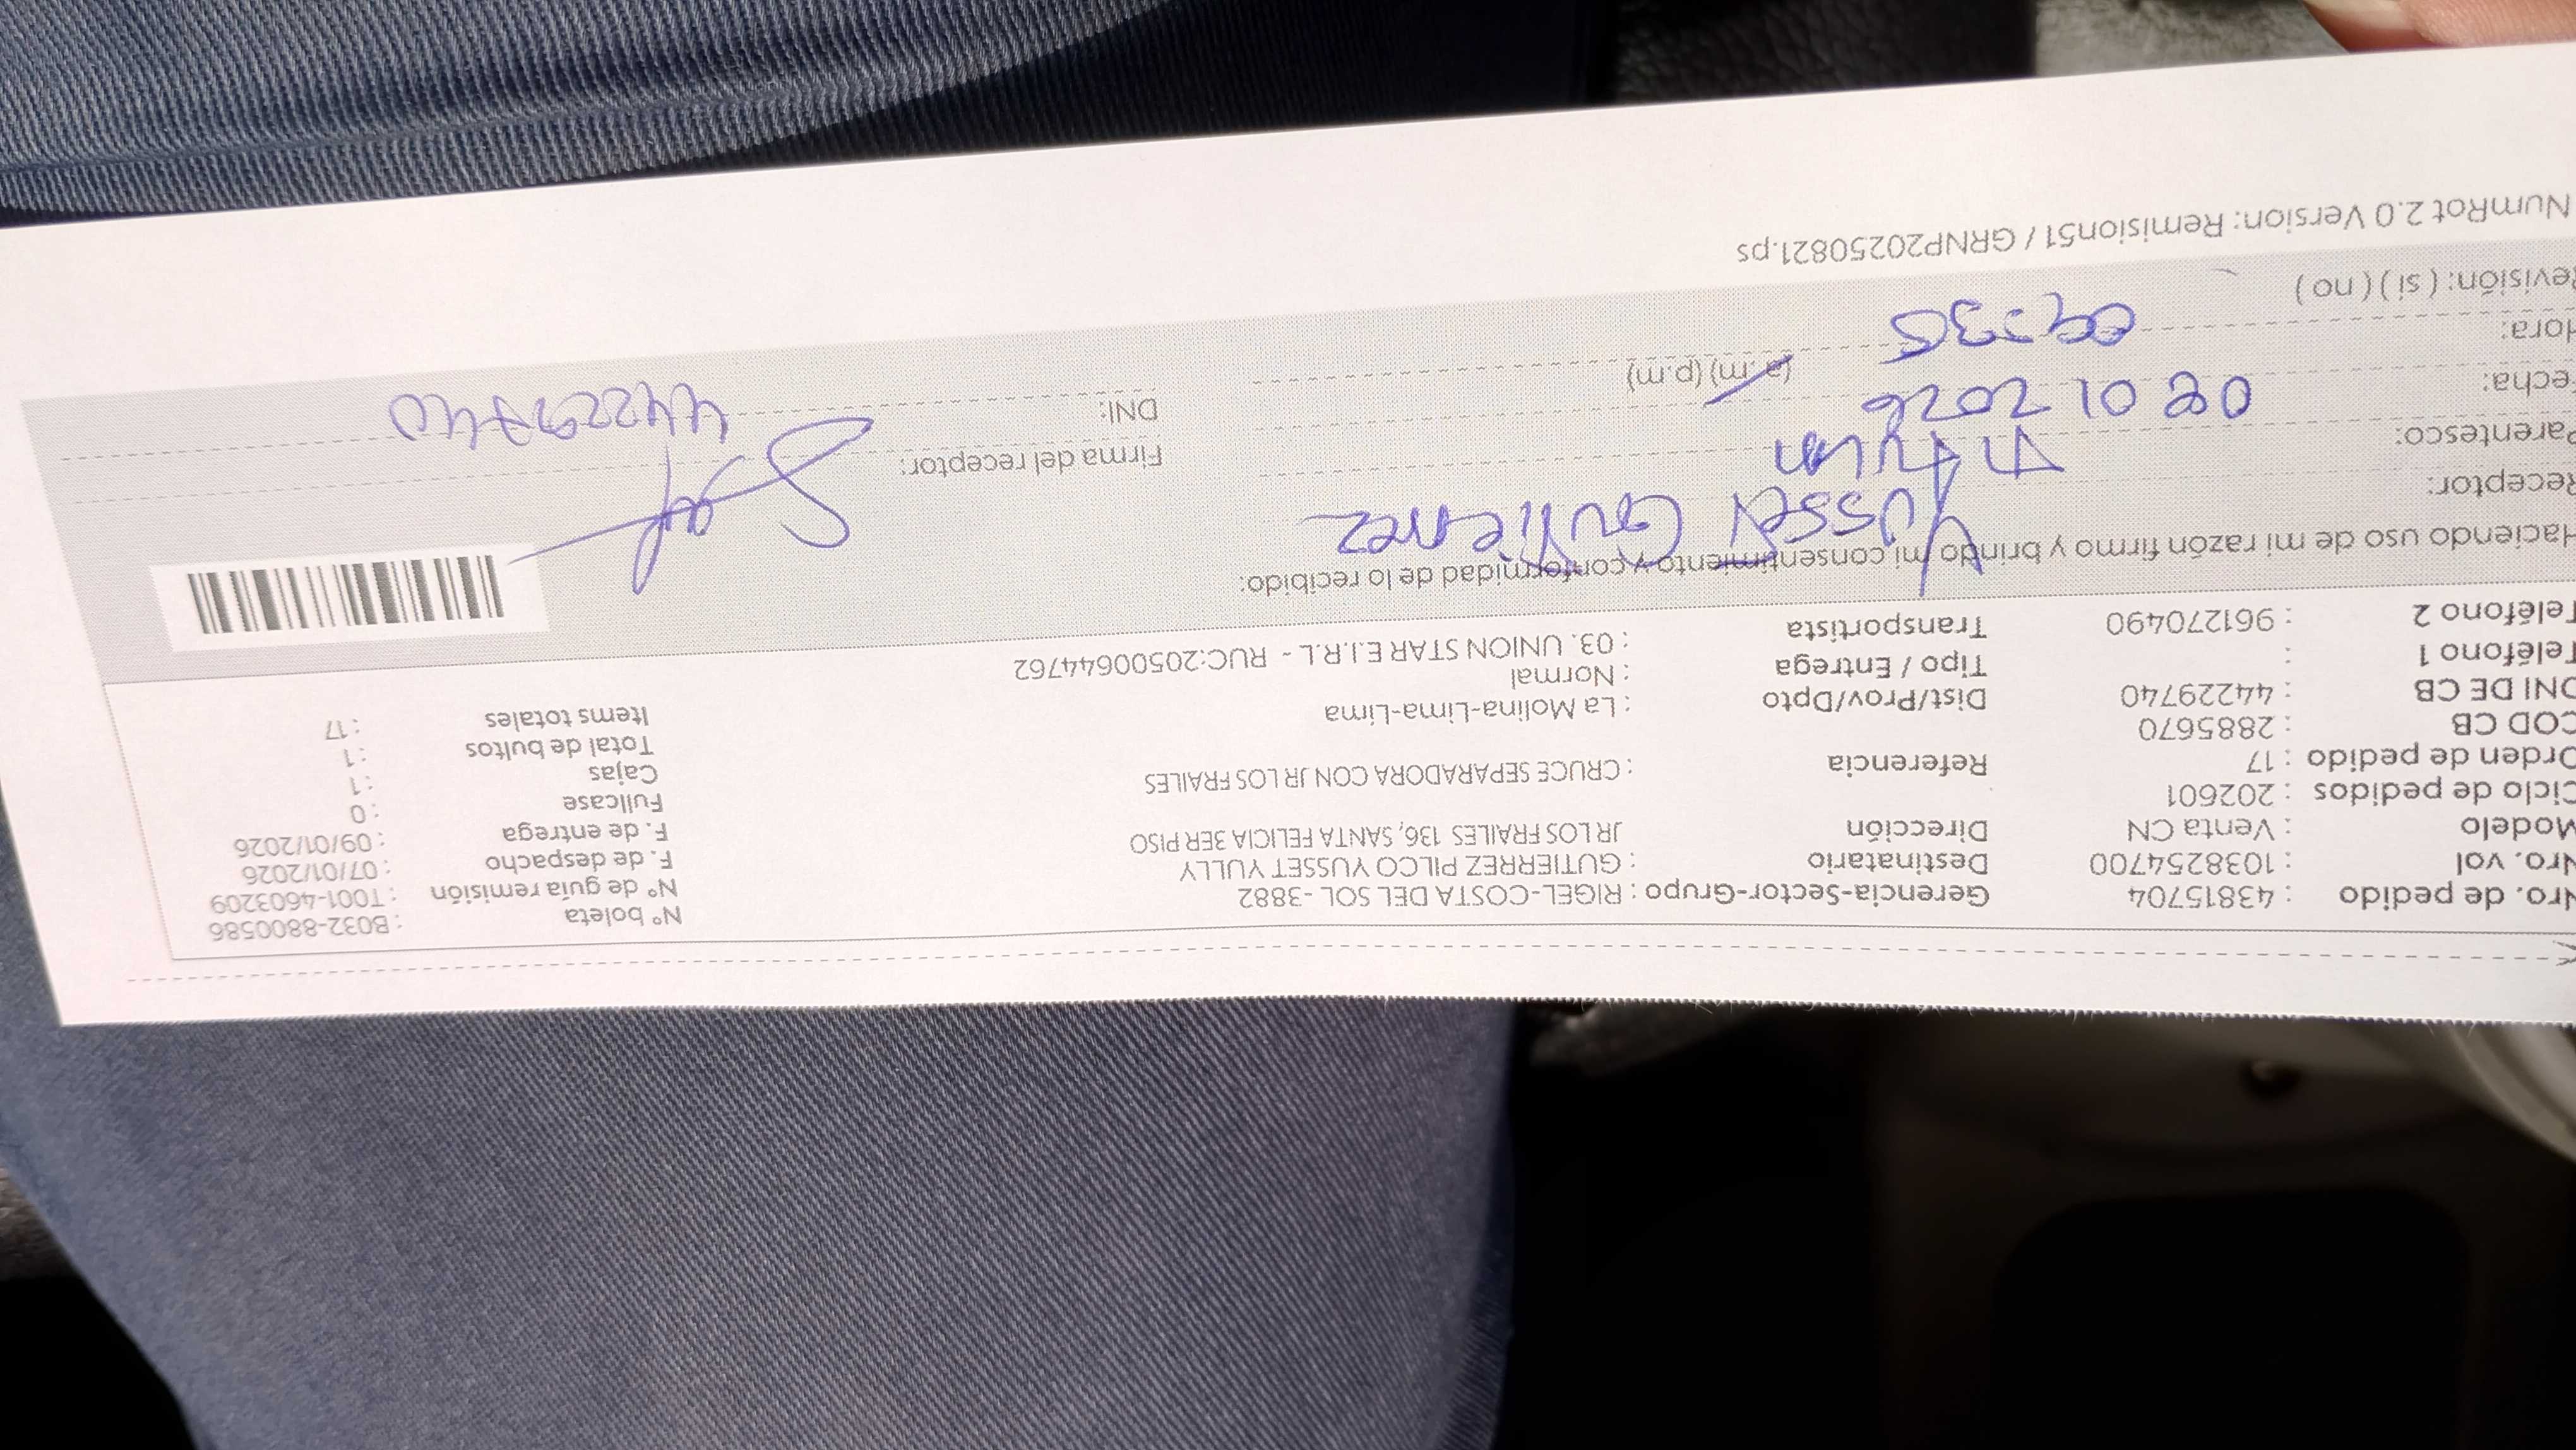 Nro. de pedido : 43815704 Gerencia-Sector-Grupo : RIGEL-COSTA DEL SOL -3882 N° boleta : B032-8800586
Nro. vol : 1038254700 Destinatario : GUTIERREZ PILCO YUSSET YULLY N° de guía remisión : T001-4603209
Modelo : Venta CN Dirección JR LOS FRAILES 136, SANTA FELICIA 3ER PISO F. de despacho : 07/01/2026
Ciclo de pedidos : 202601 F. de entrega : 09/01/2026
Orden de pedido : 17 Referencia : CRUCE SEPARADORA CON JR LOS FRAILES Fullcase : 0
COD CB : 2885670 Cajas : 1
DNI DE CB : 44229740 Dist/Prov/Dpto : La Molina-Lima-Lima Total de bultos : 1
Teléfono 1 : Tipo / Entrega : Normal Items totales : 17
Teléfono 2 : 961270490 Transportista : 03. UNION STAR E.I.R.L - RUC:20500644762
Haciendo uso de mi razón firmo y brindo mi consentimiento y conformidad de lo recibido:
Receptor: Yusset Gutierrez Firma del receptor:
Parentesco: Titular DNI: 44229740
Fecha: 08 01 2026
Hora: 09:35 (a.m) (p.m)
Revisión: ( si ) ( no )
NumRot 2.0 Version: Remision51 / GRNP20250821.ps